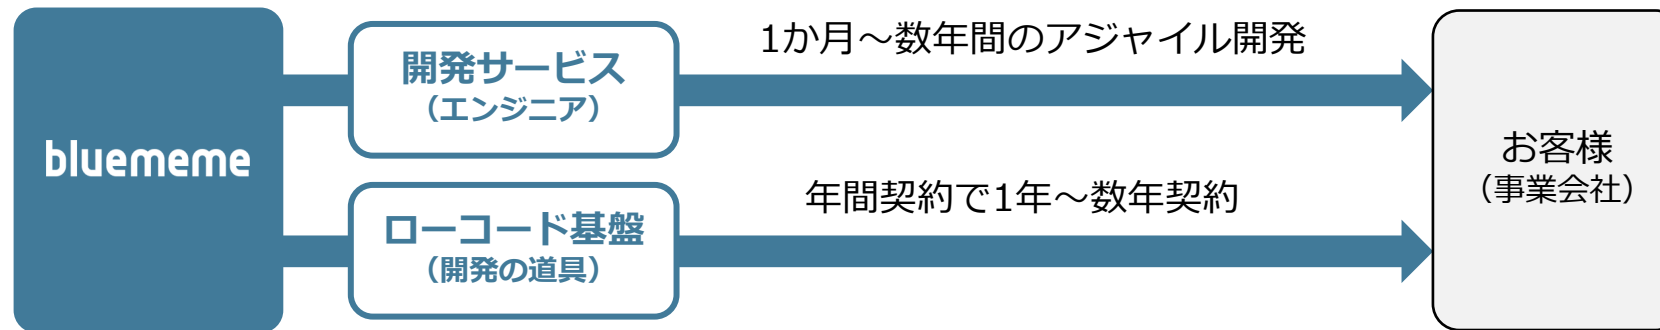 bluememe
開発サービス
（エンジニア）
1か月～数年間のアジャイル開発
ローコード基盤
（開発の道具）
年間契約で1年～数年契約
お客様
（事業会社）